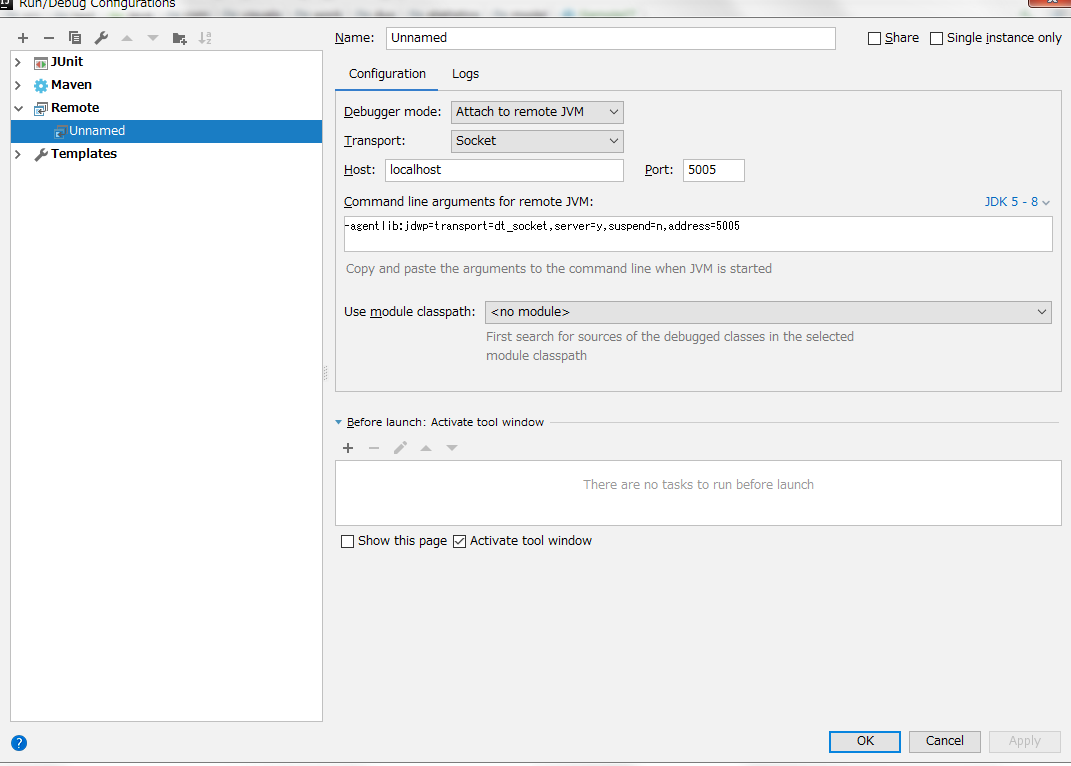 Run/Debug Configurations
Name: Unnamed Share Single instance only
JUnit
Maven
Remote
Unnamed
Templates
Configuration Logs
Debugger mode: Attach to remote JVM
Transport: Socket
Host: localhost Port: 5005
Command line arguments for remote JVM: JDK 5 - 8
-agentlib:jdwp=transport=dt_socket,server=y,suspend=n,address=5005
Copy and paste the arguments to the command line when JVM is started
Use module classpath: <no module>
First search for sources of the debugged classes in the selected
module classpath
Before launch: Activate tool window
There are no tasks to run before launch
Show this page Activate tool window
? OK Cancel Apply